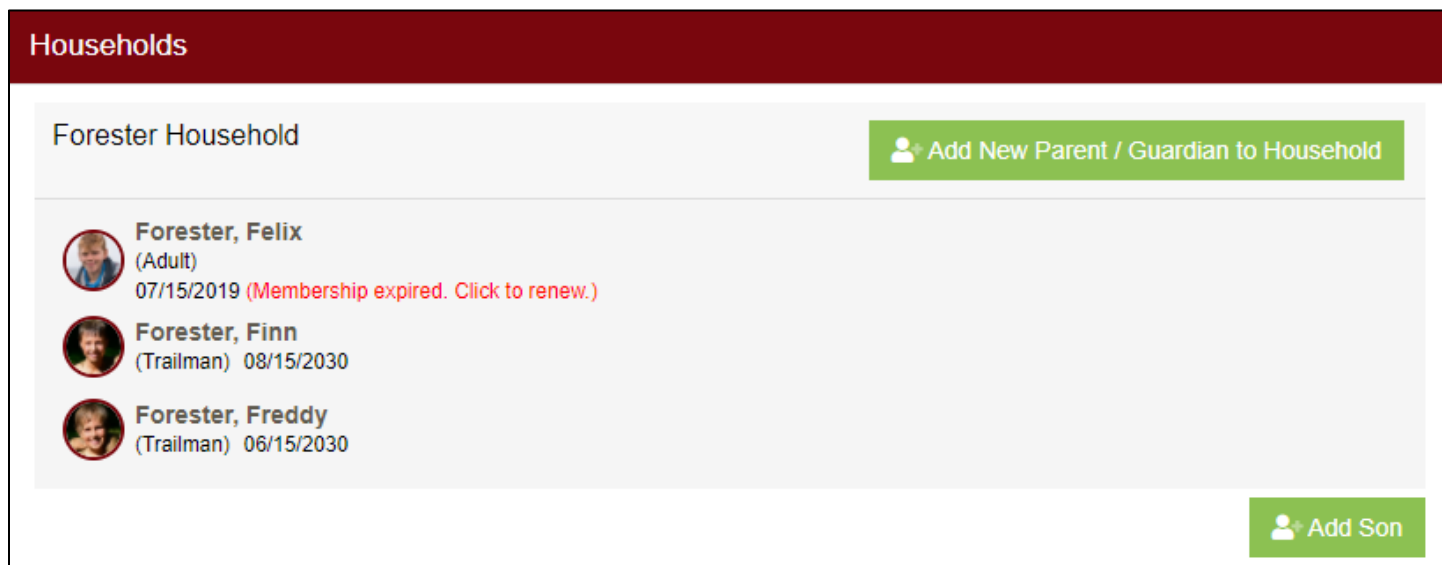 Households
Forester Household
Add New Parent / Guardian to Household
Forester, Felix
(Adult)
07/15/2019 (Membership expired. Click to renew.)
Forester, Finn
(Trailman) 08/15/2030
Forester, Freddy
(Trailman) 06/15/2030
Add Son